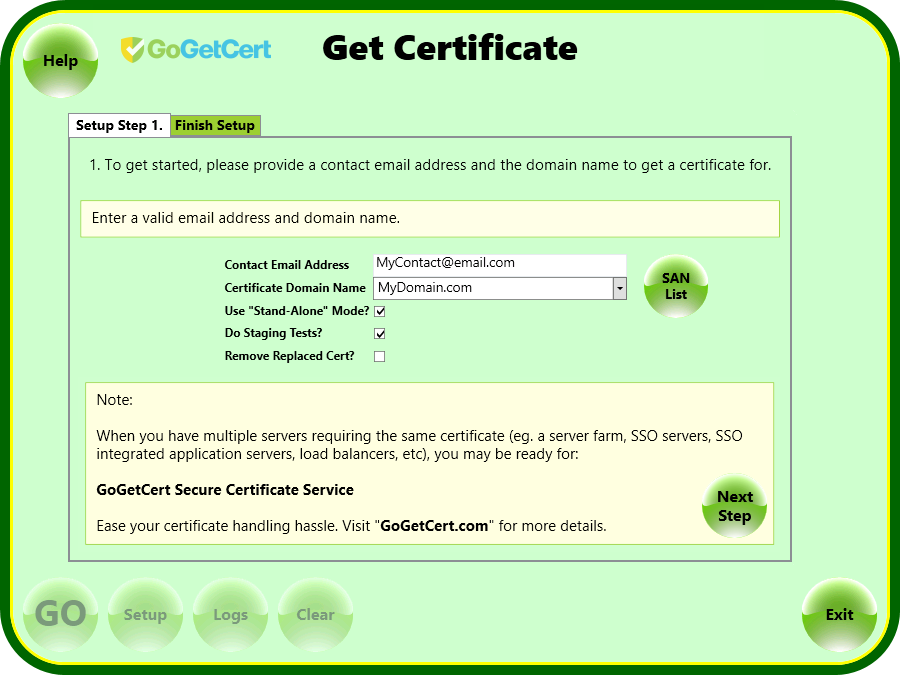 Help
GoGetCert
Get Certificate
Setup Step 1.
Finish Setup
1. To get started, please provide a contact email address and the domain name to get a certificate for.
Enter a valid email address and domain name.
Contact Email Address
MyContact@email.com
Certificate Domain Name
MyDomain.com
SAN
List
Use "Stand-Alone" Mode?
Do Staging Tests?
Remove Replaced Cert?
Note:
When you have multiple servers requiring the same certificate (eg. a server farm, SSO servers, SSO
integrated application servers, load balancers, etc), you may be ready for:
GoGetCert Secure Certificate Service
Ease your certificate handling hassle. Visit "GoGetCert.com" for more details.
Next
Step
GO
Setup
Logs
Clear
Exit